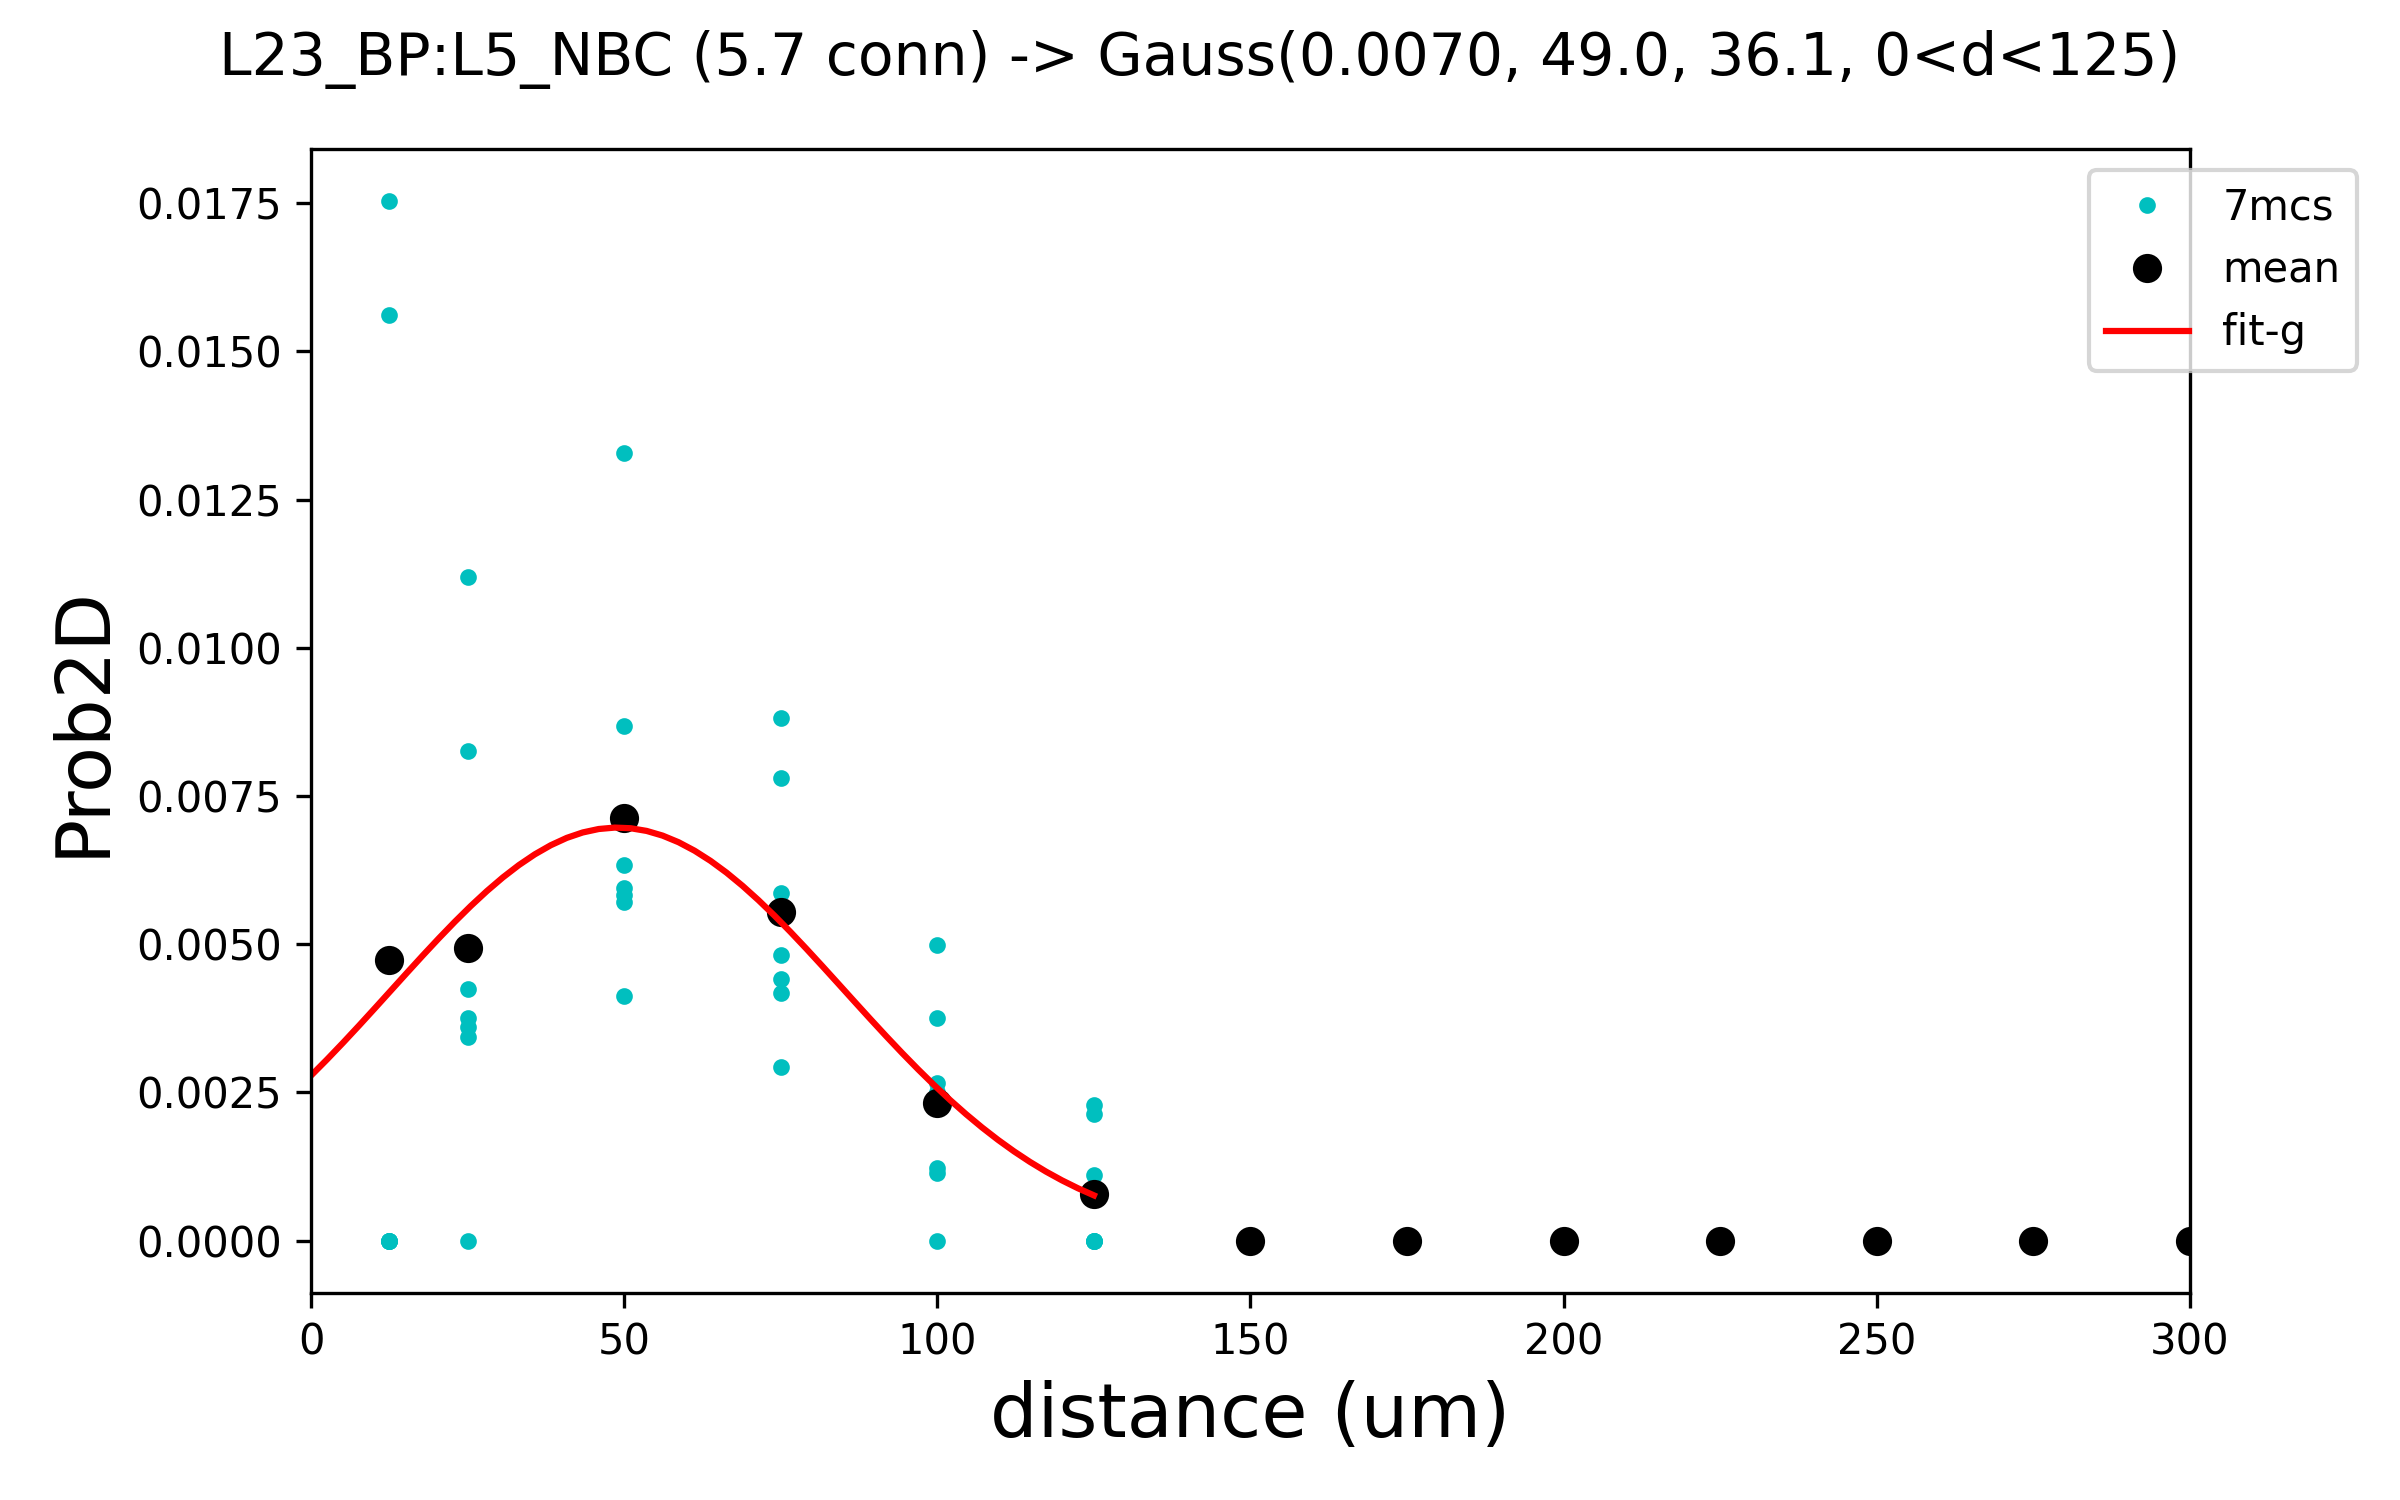 L23_BP:L5_NBC (5.7 conn) -> Gauss(0.0070, 49.0, 36.1, 0<d<125)
7mcs
mean
fit-g
Prob2D
0.0175
0.0150
0.0125
0.0100
0.0075
0.0050
0.0025
0.0000
0 50 100 150 200 250 300
distance (um)